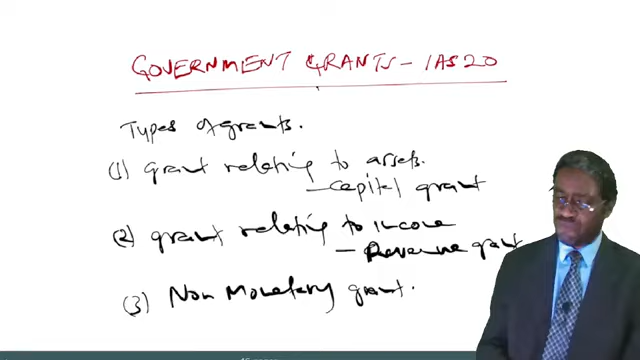 GOVERNMENT GRANTS - IAS 20
Types of grants.
(1) grant relating to assets.
- capital grant
(2) grant relating to income
- Revenue grant
(3) Non Monetary grant.